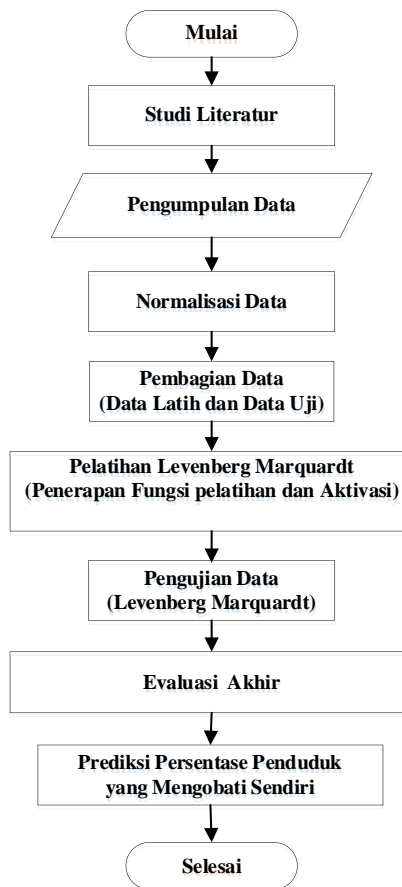 Mulai
Studi Literatur
Pengumpulan Data
Normalisasi Data
Pembagian Data
(Data Latih dan Data Uji)
Pelatihan Levenberg Marquardt
(Penerapan Fungsi pelatihan dan Aktivasi)
Pengujian Data
(Levenberg Marquardt)
Evaluasi Akhir
Prediksi Persentase Penduduk
yang Mengobati Sendiri
Selesai